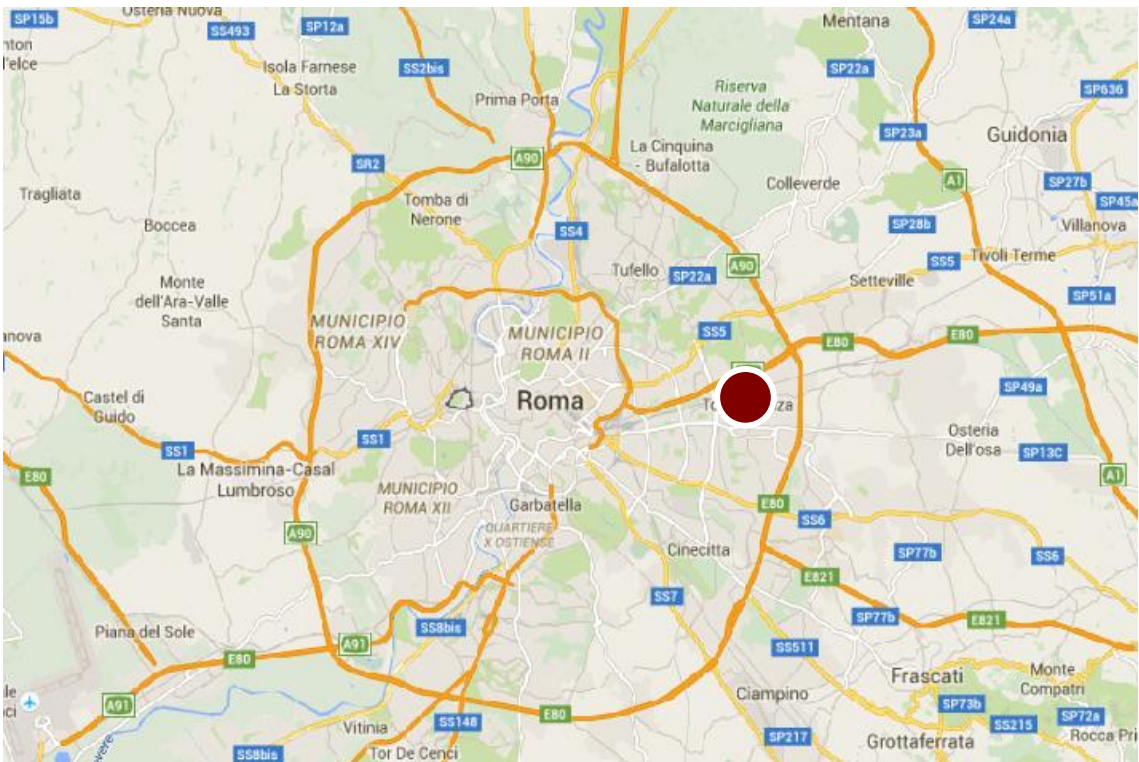 Osteria Nuova
SP15b
SS493
SP12a
Mentana
SP24a
l'elce
Isola Farnese
La Storta
SS2bis
SP22a
Prima Porta
Riserva
Naturale della
Marcigliana
SP636
SP23a
Guidonia
A90
La Cinquina
- Bufalotta
SR2
Colleverde
A1
SP27b
Tragliata
Tomba di
Nerone
SP45a
Boccea
SS4
SP28b
Villanova
Tivoli Terme
SS5
A90
Tufello
SP22a
Setteville
Monte
dell'Ara-Valle
Santa
SP51a
MUNICIPIO
ROMA XIV
MUNICIPIO
ROMA II
SS5
E80
E80
SP49a
Castel di
Guido
Roma
Osteria
Dell'osa
SS1
SS1
SP13C
La Massimina-Casal
Lumbroso
E80
A1
MUNICIPIO
ROMA XII
Garbatella
E80
SS6
A90
QUARTIERE
X OSTIENSE
Cinecitta
SP77b
SS6
E821
SS7
SP77b
E821
SS8bis
Piana del Sole
A91
E80
SS511
Frascati
Monte
Compatri
Ciampino
SP73b
A91
E80
SS148
Vitinia
SS215
SP72a
SP217
Grottaferrata
Rocca Pri
SS8bis
Tor De Cenci